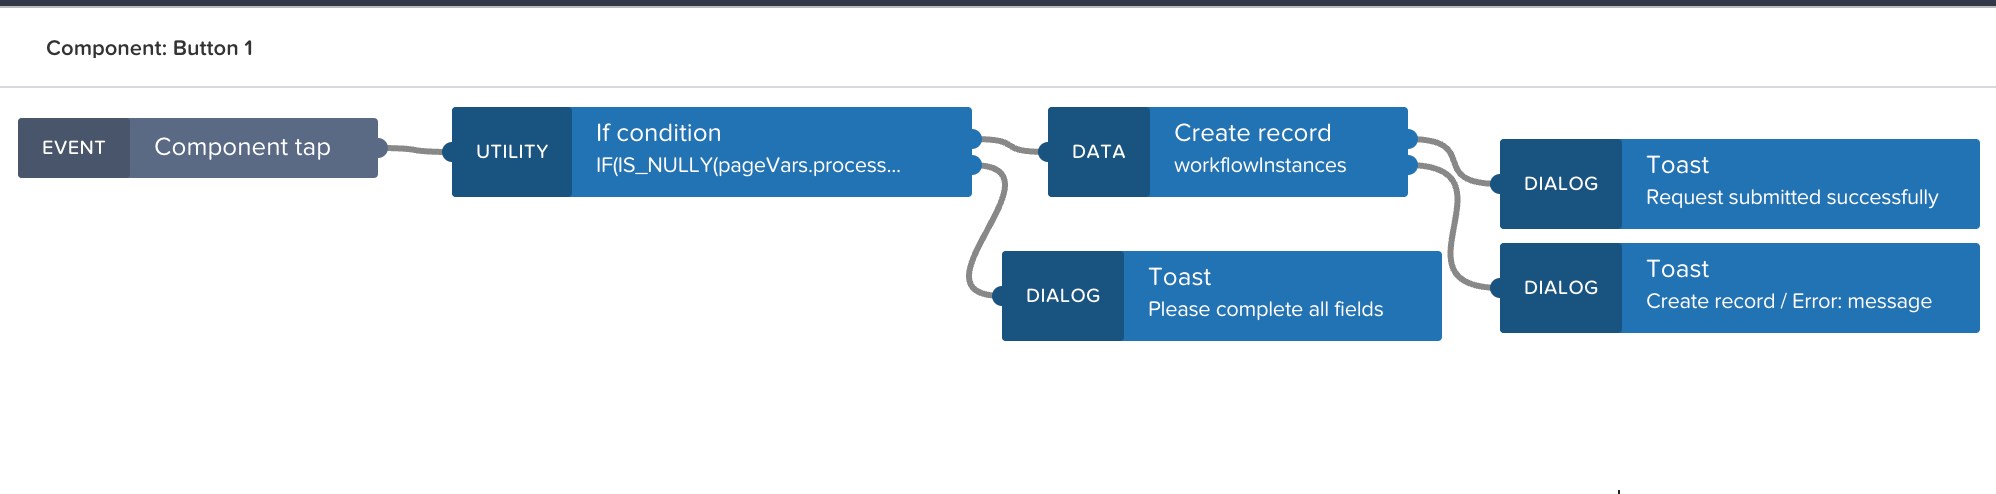 Component: Button 1
EVENT
Component tap
UTILITY
If condition
IF(IS_NULLY(pageVars.process...
DATA
Create record
workflowInstances
DIALOG
Toast
Request submitted successfully
DIALOG
Toast
Create record / Error: message
DIALOG
Toast
Please complete all fields